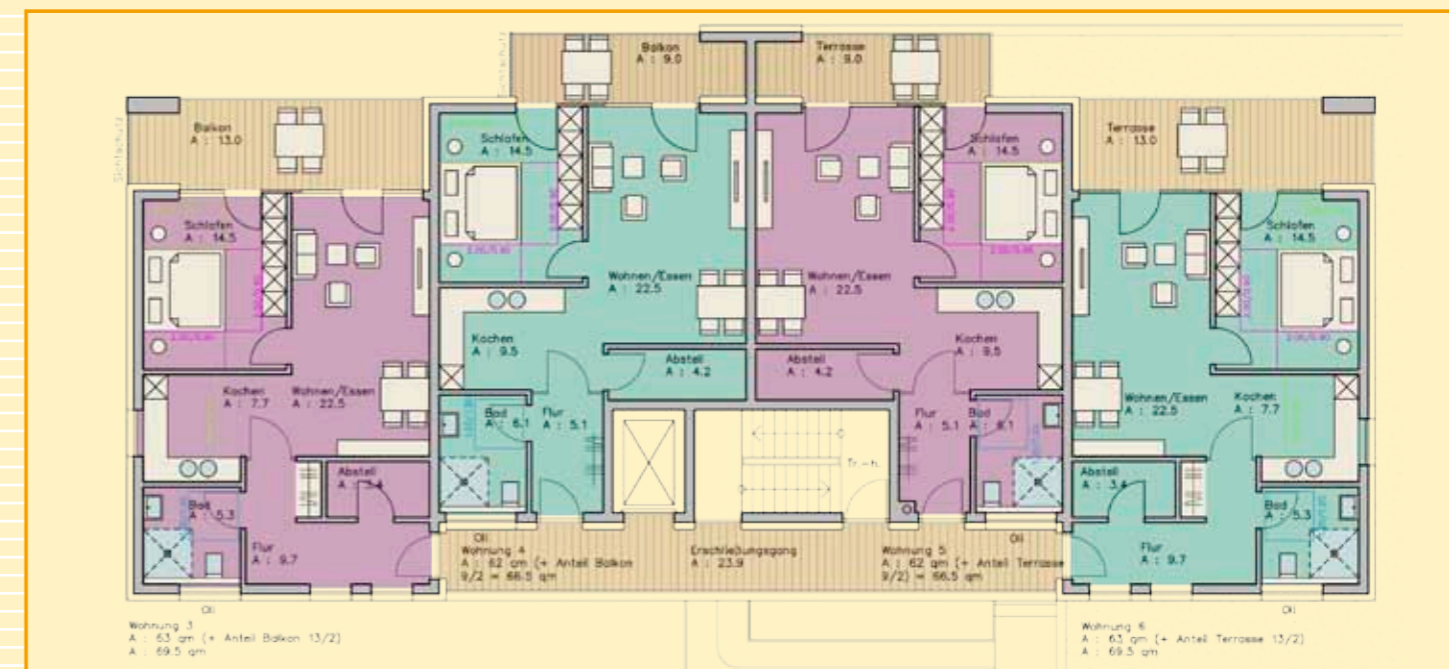 Balkon
A : 9.0
Terrasse
A : 9.0
Balkon
A : 13.0
Terrasse
A : 13.0
Sichtschutz
Schlafen
A : 14.5
Schlafen
A : 14.5
Schlafen
A : 14.5
Schlafen
A : 14.5
Wohnen/Essen
A : 22.5
Wohnen/Essen
A : 22.5
Kochen
A : 9.5
Kochen
A : 9.5
Abstell
A : 4.2
Abstell
A : 4.2
Kochen
A : 7.7
Wohnen/Essen
A : 22.5
Wohnen/Essen
A : 22.5
Kochen
A : 7.7
Bad
A : 6.1
Flur
A : 5.1
Flur
A : 5.1
Bad
A : 6.1
Tr.-h.
Abstell
A : 3.4
Abstell
A : 3.4
Bad
A : 5.3
Bad
A : 5.3
Flur
A : 9.7
Flur
A : 9.7
Oli
Oli
Wohnung 4
A : 62 qm (+ Anteil Balkon
9/2 = 66.5 qm
Erschließungsgang
A : 23.9
Wohnung 5
A : 62 qm (+ Anteil Terrasse
9/2) = 66.5 qm
Oli
Oli
Wohnung 3
A : 63 qm (+ Anteil Balkon 13/2)
A : 69.5 qm
Wohnung 6
A : 63 qm (+ Anteil Terrasse 13/2)
A : 69.5 qm